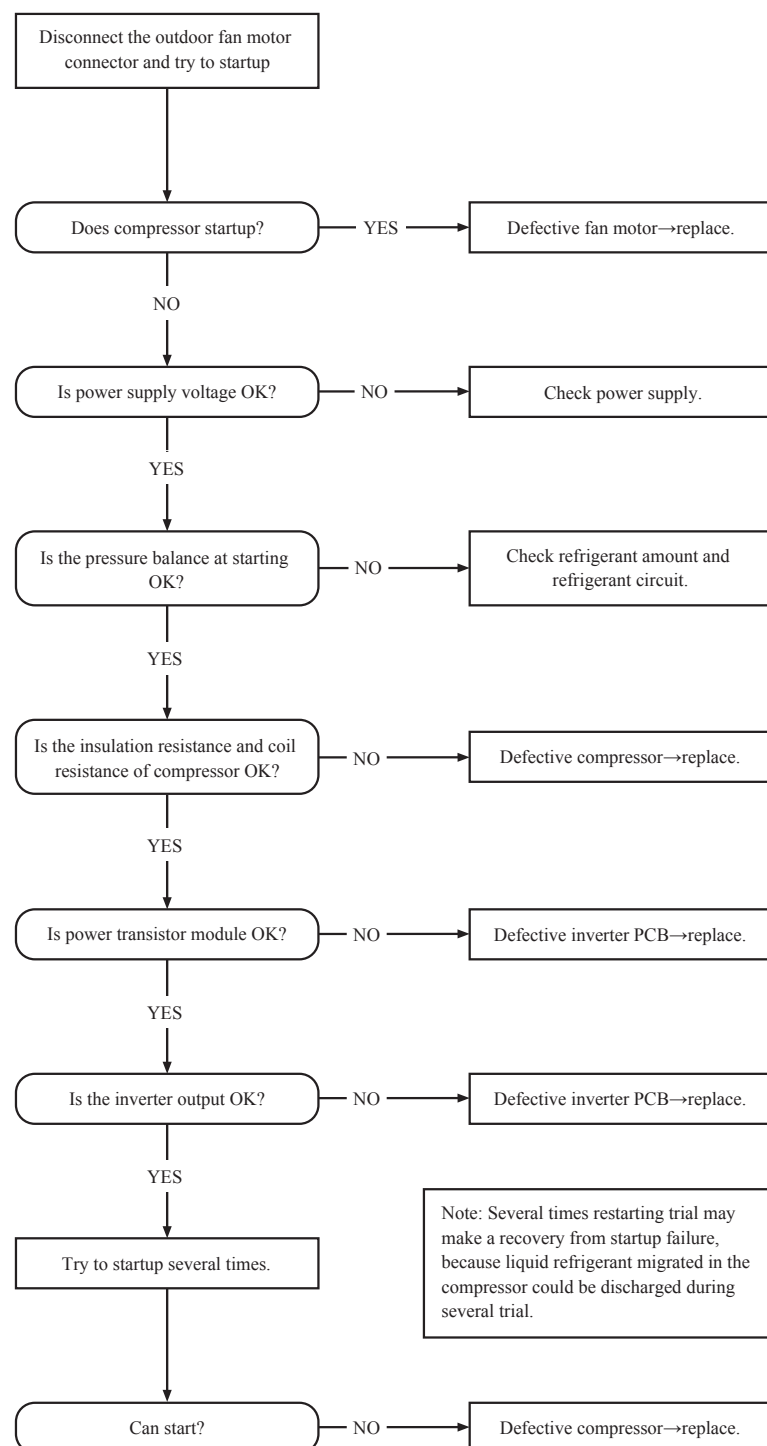 Disconnect the outdoor fan motor
connector and try to startup
Does compressor startup?
YES
Defective fan motor→replace.
NO
Is power supply voltage OK?
NO
Check power supply.
YES
Is the pressure balance at starting
OK?
NO
Check refrigerant amount and
refrigerant circuit.
YES
Is the insulation resistance and coil
resistance of compressor OK?
NO
Defective compressor→replace.
YES
Is power transistor module OK?
NO
Defective inverter PCB→replace.
YES
Is the inverter output OK?
NO
Defective inverter PCB→replace.
YES
Try to startup several times.
Note: Several times restarting trial may
make a recovery from startup failure,
because liquid refrigerant migrated in the
compressor could be discharged during
several trial.
Can start?
NO
Defective compressor→replace.